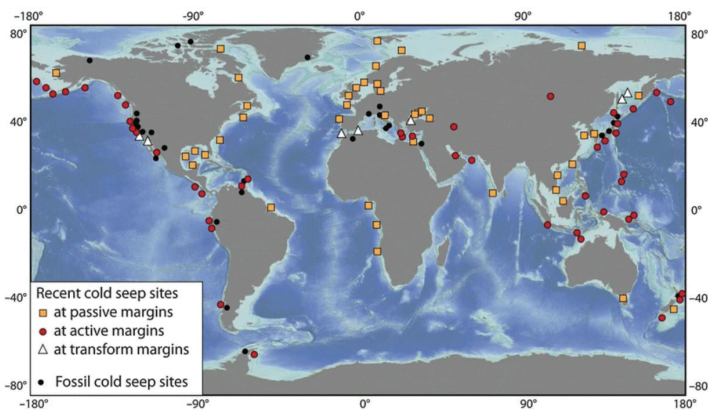 -180° -90° 0° 90° 180°
80° 80°
40° 40°
0° 0°
-40° -40°
Recent cold seep sites
at passive margins
at active margins
at transform margins
Fossil cold seep sites
-80° -80°
-180° -90° 0° 90° 180°